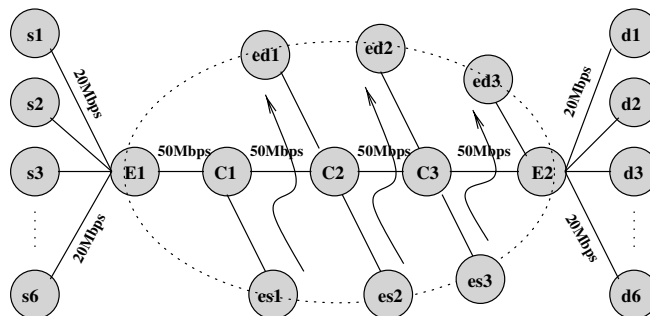 s1
ed1
ed2
d1
ed3
20Mbps
20Mbps
s2
d2
50Mbps
50Mbps
50Mbps
50Mbps
s3
E1
C1
C2
C3
E2
d3
20Mbps
20Mbps
s6
es1
es2
es3
d6